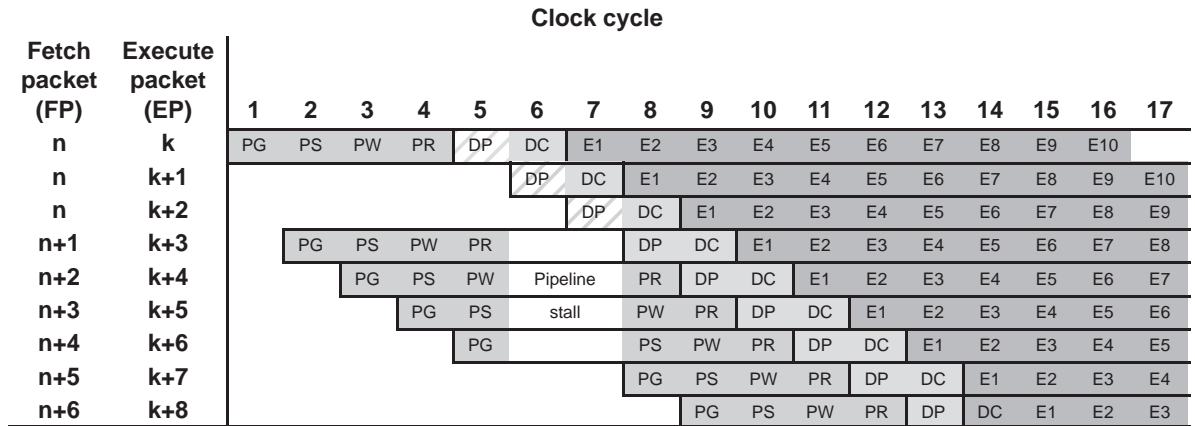 Clock cycle
Fetch Execute
packet packet
(FP) (EP) 1 2 3 4 5 6 7 8 9 10 11 12 13 14 15 16 17
n k PG PS PW PR DP DC E1 E2 E3 E4 E5 E6 E7 E8 E9 E10
n k+1 DP DC E1 E2 E3 E4 E5 E6 E7 E8 E9 E10
n k+2 DP DC E1 E2 E3 E4 E5 E6 E7 E8 E9
n+1 k+3 PG PS PW PR DP DC E1 E2 E3 E4 E5 E6 E7 E8
n+2 k+4 PG PS PW Pipeline PR DP DC E1 E2 E3 E4 E5 E6 E7
n+3 k+5 PG PS stall PW PR DP DC E1 E2 E3 E4 E5 E6
n+4 k+6 PG PS PW PR DP DC E1 E2 E3 E4 E5
n+5 k+7 PG PS PW PR DP DC E1 E2 E3 E4
n+6 k+8 PG PS PW PR DP DC E1 E2 E3